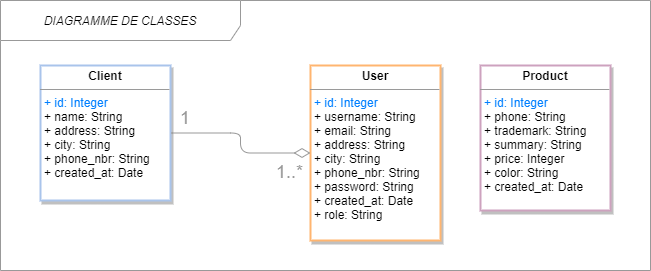 DIAGRAMME DE CLASSES
Client
+ id: Integer
+ name: String
+ address: String
+ city: String
+ phone_nbr: String
+ created_at: Date
1
1..*
User
+ id: Integer
+ username: String
+ email: String
+ address: String
+ city: String
+ phone_nbr: String
+ password: String
+ created_at: Date
+ role: String
Product
+ id: Integer
+ phone: String
+ trademark: String
+ summary: String
+ price: Integer
+ color: String
+ created_at: Date